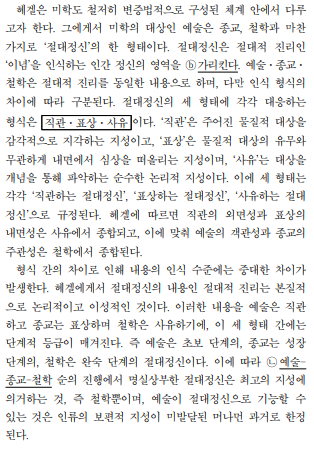 헤겔은 미학도 철저히 변증법적으로 구성된 체계 안에서 다루
고자 한다. 그에게서 미학의 대상인 예술은 종교, 철학과 마찬
가지로 ‘절대정신’의 한 형태이다. 절대정신은 절대적 진리인
‘이념’을 인식하는 인간 정신의 영역을 ⓑ가리킨다. 예술·종교·
철학은 절대적 진리를 동일한 내용으로 하며, 다만 인식 형식의
차이에 따라 구분된다. 절대정신의 세 형태에 각각 대응하는
형식은 직관·표상·사유이다. ‘직관’은 주어진 물질적 대상을
감각적으로 지각하는 지성이고, ‘표상’은 물질적 대상의 유무와
무관하게 내면에서 심상을 떠올리는 지성이며, ‘사유’는 대상을
개념을 통해 파악하는 순수한 논리적 지성이다. 이에 세 형태는
각각 ‘직관하는 절대정신’, ‘표상하는 절대정신’, ‘사유하는 절대
정신’으로 규정된다. 헤겔에 따르면 직관의 외면성과 표상의
내면성은 사유에서 종합되고, 이에 맞춰 예술의 객관성과 종교의
주관성은 철학에서 종합된다.
형식 간의 차이로 인해 내용의 인식 수준에는 중대한 차이가
발생한다. 헤겔에게서 절대정신의 내용인 절대적 진리는 본질적
으로 논리적이고 이성적인 것이다. 이러한 내용을 예술은 직관
하고 종교는 표상하며 철학은 사유하기에, 이 세 형태 간에는
단계적 등급이 매겨진다. 즉 예술은 초보 단계의, 종교는 성장
단계의, 철학은 완숙 단계의 절대정신이다. 이에 따라 ㉡예술-
종교-철학 순의 진행에서 명실상부한 절대정신은 최고의 지성에
의거하는 것, 즉 철학뿐이며, 예술이 절대정신으로 기능할 수
있는 것은 인류의 보편적 지성이 미발달된 머나먼 과거로 한정
된다.